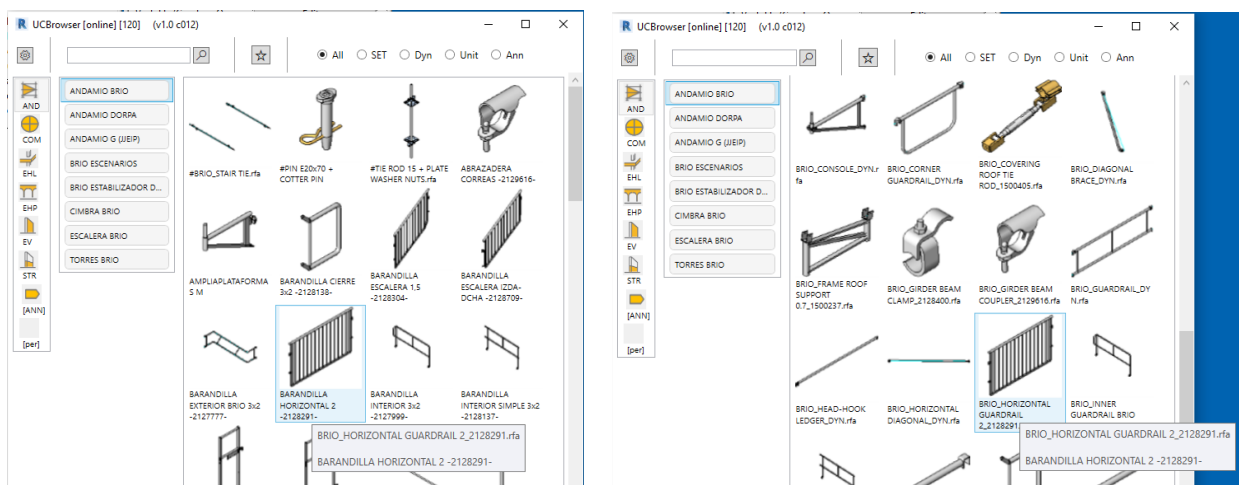 UCBrowser [online] [120] (v1.0 c012)
All SET Dyn Unit Ann
AND
COM
EHL
EHP
EV
STR
[ANN]
[per]
ANDAMIO BRIO
ANDAMIO DORPA
ANDAMIO G (JJEIP)
BRIO ESCENARIOS
BRIO ESTABILIZADOR D...
CIMBRA BRIO
ESCALERA BRIO
TORRES BRIO
#BRIO_STAIR TIE.rfa
#PIN E20x70 +
COTTER PIN
#TIE ROD 15 + PLATE
WASHER NUTS.rfa
ABRAZADERA
CORREAS -2129616-
AMPLIAPLATAFORMA
S M
BARANDILLA CIERRE
3x2 -2128138-
BARANDILLA
ESCALERA 1,5
-2128304-
BARANDILLA
ESCALERA IZDA-
DCHA -2128709-
BARANDILLA
EXTERIOR BRIO 3x2
-2127777-
BARANDILLA
HORIZONTAL 2
-2128291-
BARANDILLA
INTERIOR 3x2
-2127999-
BARANDILLA
INTERIOR SIMPLE 3x2
-2128137-
BRIO_HORIZONTAL GUARDRAIL 2_2128291.rfa
BARANDILLA HORIZONTAL 2 -2128291-
UCBrowser [online] [120] (v1.0 c012)
All SET Dyn Unit Ann
AND
COM
EHL
EHP
EV
STR
[ANN]
[per]
ANDAMIO BRIO
ANDAMIO DORPA
ANDAMIO G (JJEIP)
BRIO ESCENARIOS
BRIO ESTABILIZADOR D...
CIMBRA BRIO
ESCALERA BRIO
TORRES BRIO
BRIO_CONSOLE_DYN.r
fa
BRIO_CORNER
GUARDRAIL_DYN.rfa
BRIO_COVERING
ROOF TIE
ROD_1500405.rfa
BRIO_DIAGONAL
BRACE_DYN.rfa
BRIO_FRAME ROOF
SUPPORT
0.7_1500237.rfa
BRIO_GIRDER BEAM
CLAMP_2128400.rfa
BRIO_GIRDER BEAM
COUPLER_2129616.rfa
BRIO_GUARDRAIL_DY
N.rfa
BRIO_HEAD-HOOK
LEDGER_DYN.rfa
BRIO_HORIZONTAL
DIAGONAL_DYN.rfa
BRIO_HORIZONTAL
GUARDRAIL
2_2128291.rfa
BRIO_INNER
GUARDRAIL BRIO
BRIO_HORIZONTAL GUARDRAIL 2_2128291.rfa
BARANDILLA HORIZONTAL 2 -2128291-